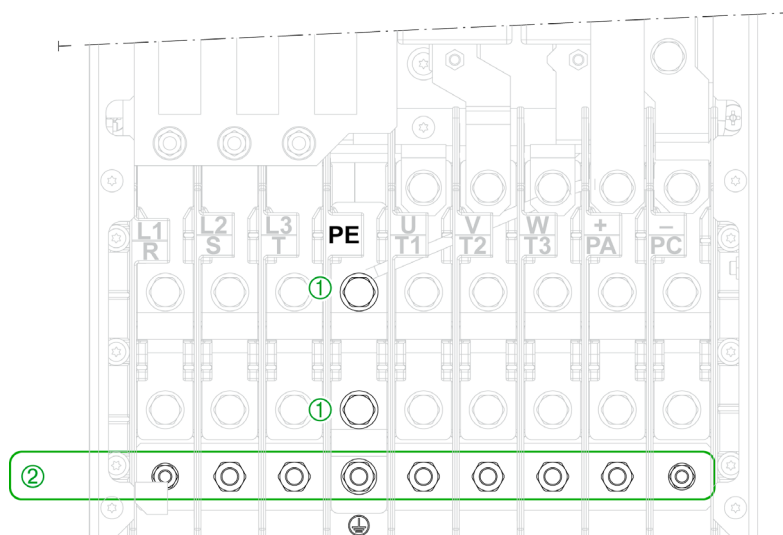 L1
R
L2
S
L3
T
PE
U
T1
V
T2
W
T3
+
PA
−
PC
①
①
②